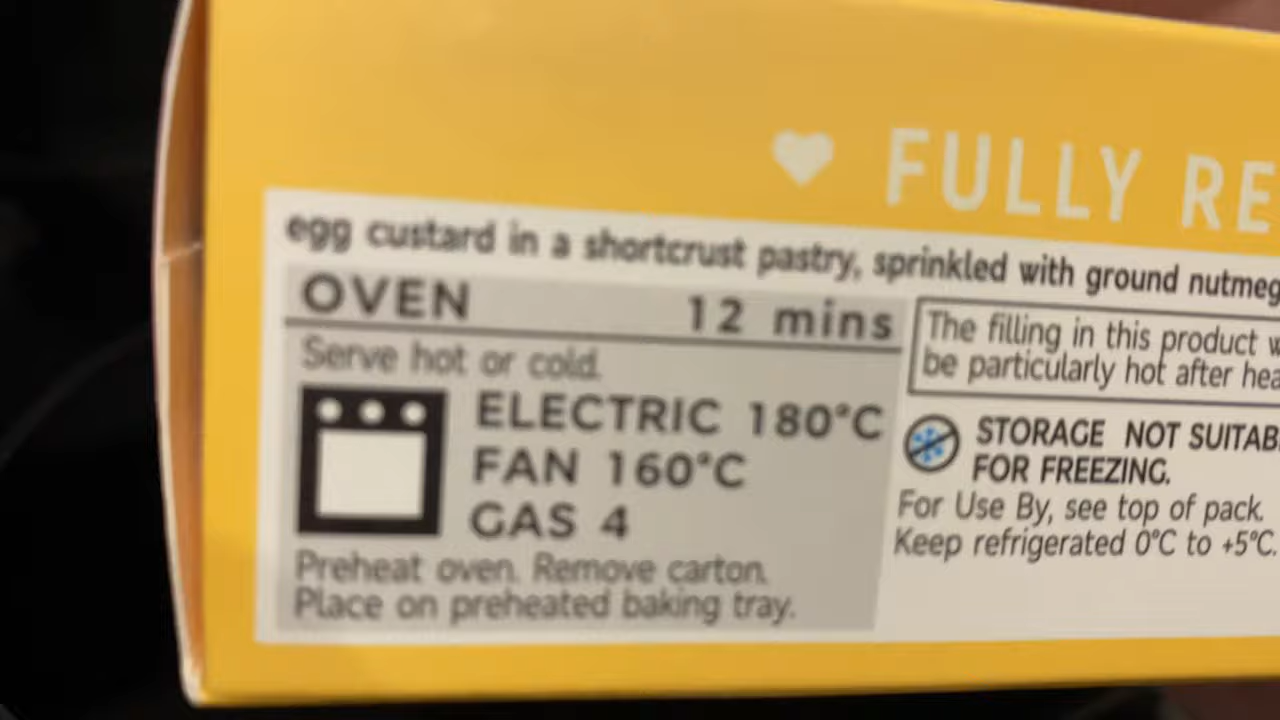 FULLY RE
egg custard in a shortcrust pastry, sprinkled with ground nutmeg
OVEN 12 mins
Serve hot or cold.
ELECTRIC 180°C
FAN 160°C
GAS 4
Preheat oven. Remove carton.
Place on preheated baking tray.
The filling in this product w
be particularly hot after hea
STORAGE NOT SUITAB
FOR FREEZING.
For Use By, see top of pack.
Keep refrigerated 0°C to +5°C.